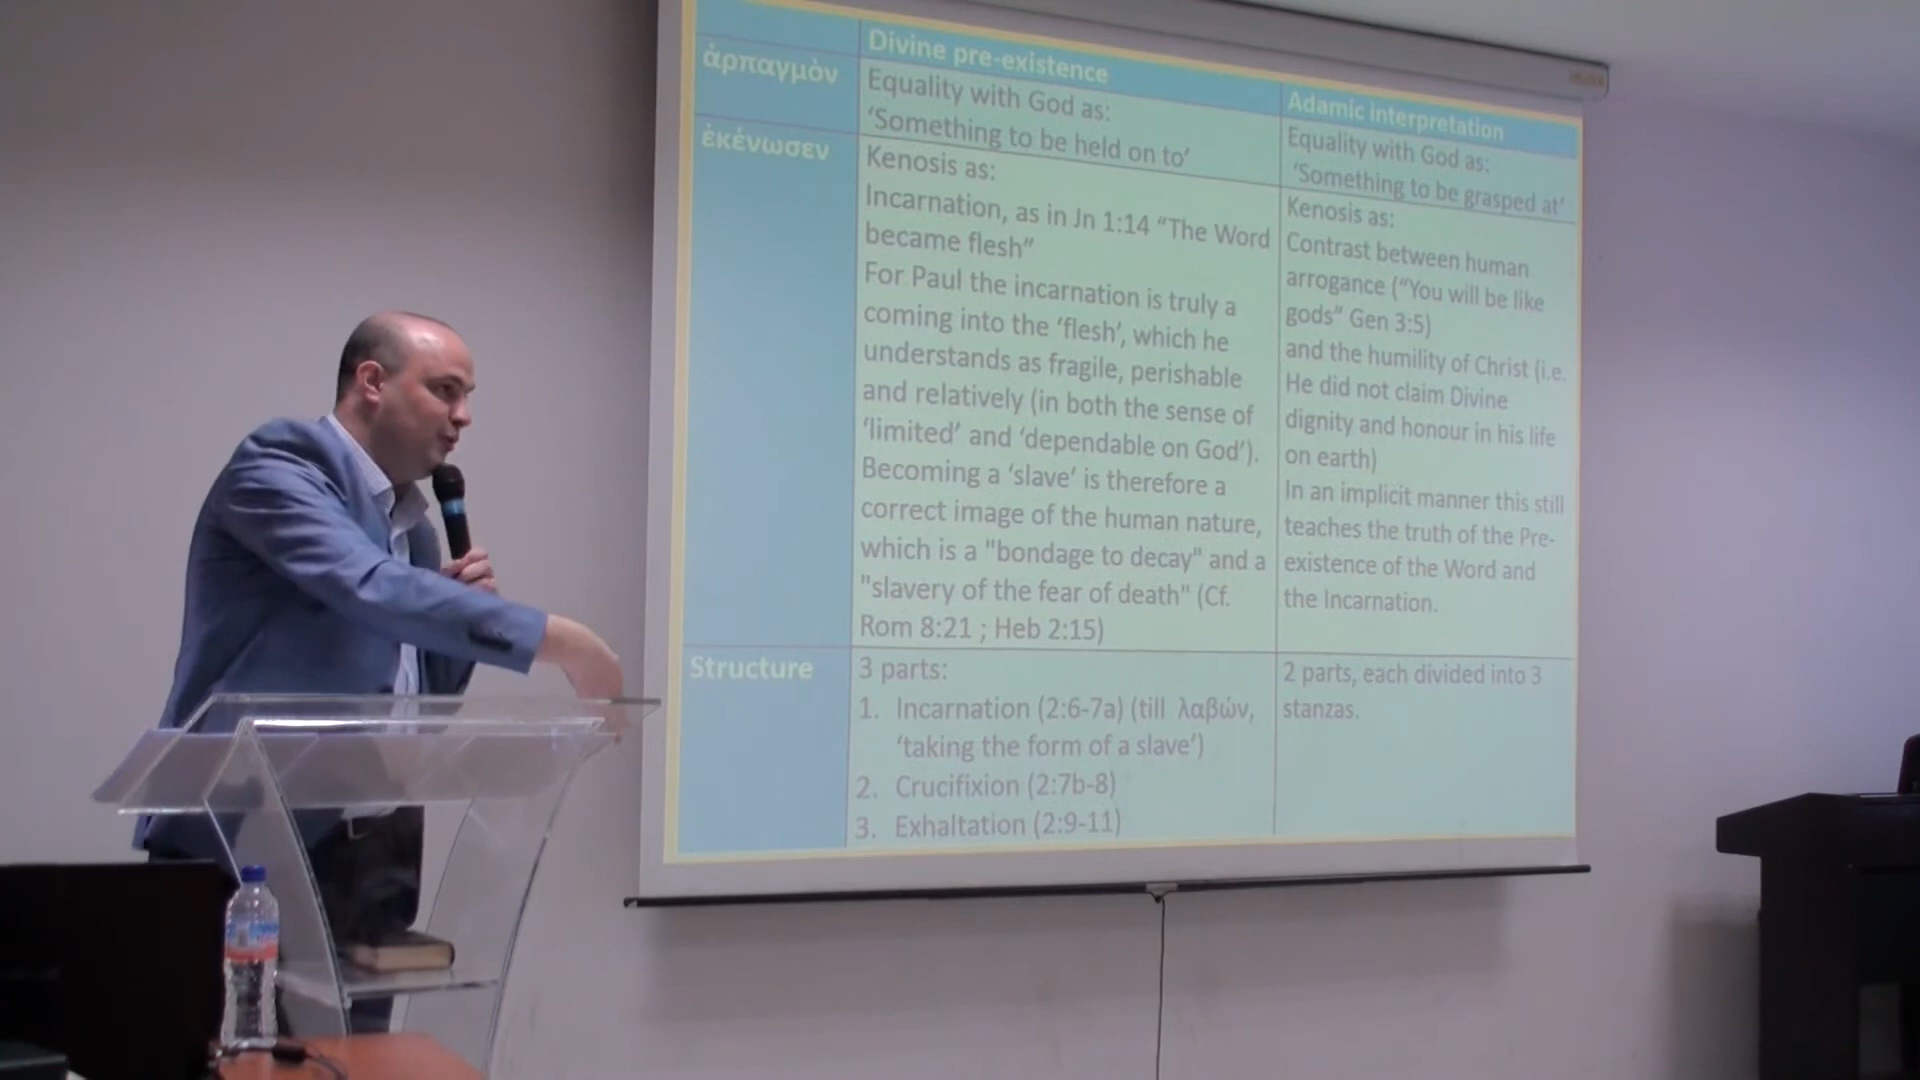 Divine pre-existence
Adamic interpretation
ἁρπαγμὸν
Equality with God as:
‘Something to be held on to’
Equality with God as:
‘Something to be grasped at’
ἐκένωσεν
Kenosis as:
Incarnation, as in Jn 1:14 “The Word
became flesh”
For Paul the incarnation is truly a
coming into the ‘flesh’, which he
understands as fragile, perishable
and relatively (in both the sense of
‘limited’ and ‘dependable on God’).
Becoming a ‘slave’ is therefore a
correct image of the human nature,
which is a "bondage to decay" and a
"slavery of the fear of death" (Cf.
Rom 8:21 ; Heb 2:15)
Kenosis as:
Contrast between human
arrogance (“You will be like
gods” Gen 3:5)
and the humility of Christ (i.e.
He did not claim Divine
dignity and honour in his life
on earth)
In an implicit manner this still
teaches the truth of the Pre-
existence of the Word and
the Incarnation.
Structure
3 parts:
1. Incarnation (2:6-7a) (till λαβών,
‘taking the form of a slave’)
2. Crucifixion (2:7b-8)
3. Exhaltation (2:9-11)
2 parts, each divided into 3
stanzas.